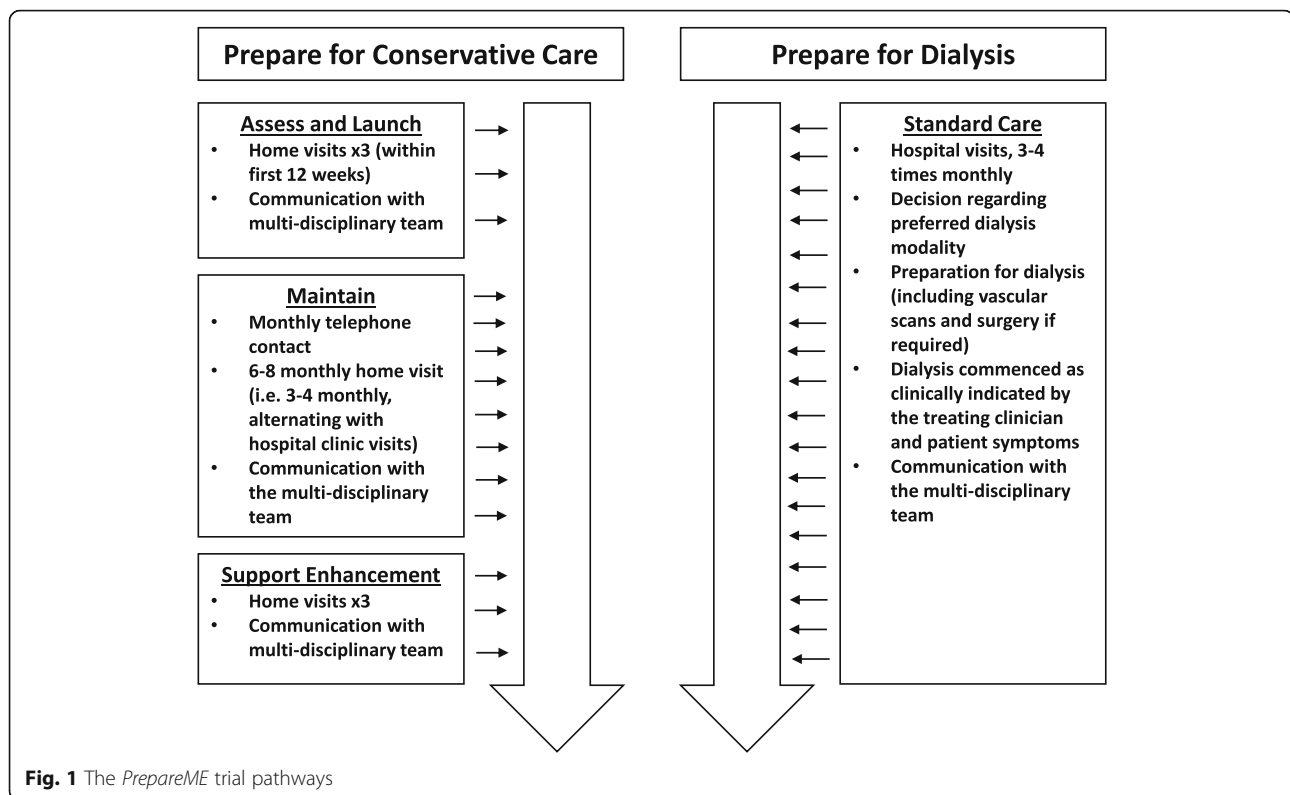 Prepare for Conservative Care
Assess and Launch
• Home visits x3 (within
first 12 weeks)
• Communication with
multi-disciplinary team
Maintain
• Monthly telephone
contact
• 6-8 monthly home visit
(i.e. 3-4 monthly,
alternating with
hospital clinic visits)
• Communication with
the multi-disciplinary
team
Support Enhancement
• Home visits x3
• Communication with
multi-disciplinary team
Prepare for Dialysis
Standard Care
• Hospital visits, 3-4
times monthly
• Decision regarding
preferred dialysis
modality
• Preparation for dialysis
(including vascular
scans and surgery if
required)
• Dialysis commenced as
clinically indicated by
the treating clinician
and patient symptoms
• Communication with
the multi-disciplinary
team
Fig. 1 The PrepareME trial pathways